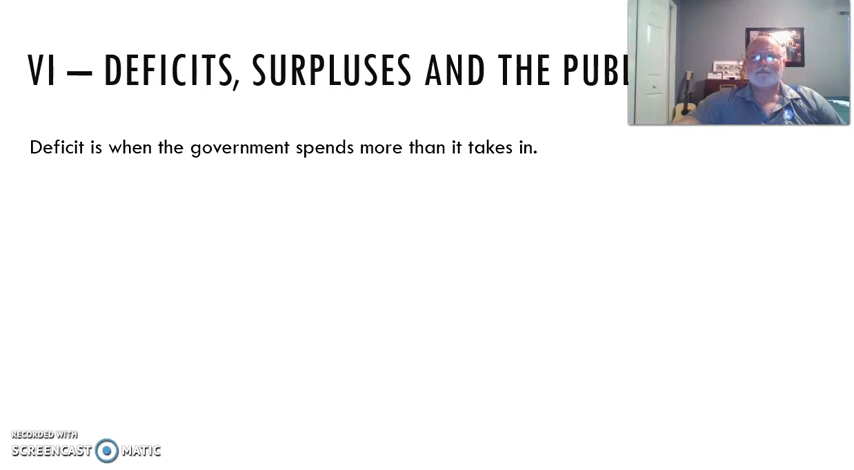 VI – DEFICITS, SURPLUSES AND THE PUBL
Deficit is when the government spends more than it takes in.
RECORDED WITH
SCREENCAST MATIC